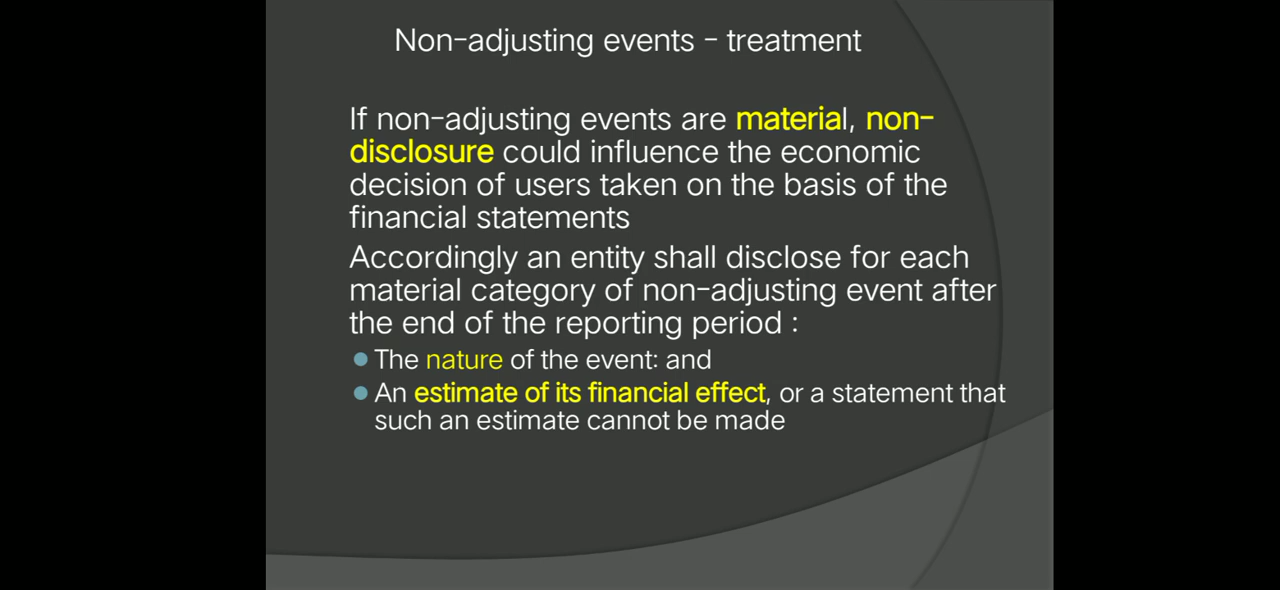 Non-adjusting events - treatment
If non-adjusting events are material, non-
disclosure could influence the economic
decision of users taken on the basis of the
financial statements
Accordingly an entity shall disclose for each
material category of non-adjusting event after
the end of the reporting period :
The nature of the event: and
An estimate of its financial effect, or a statement that
such an estimate cannot be made